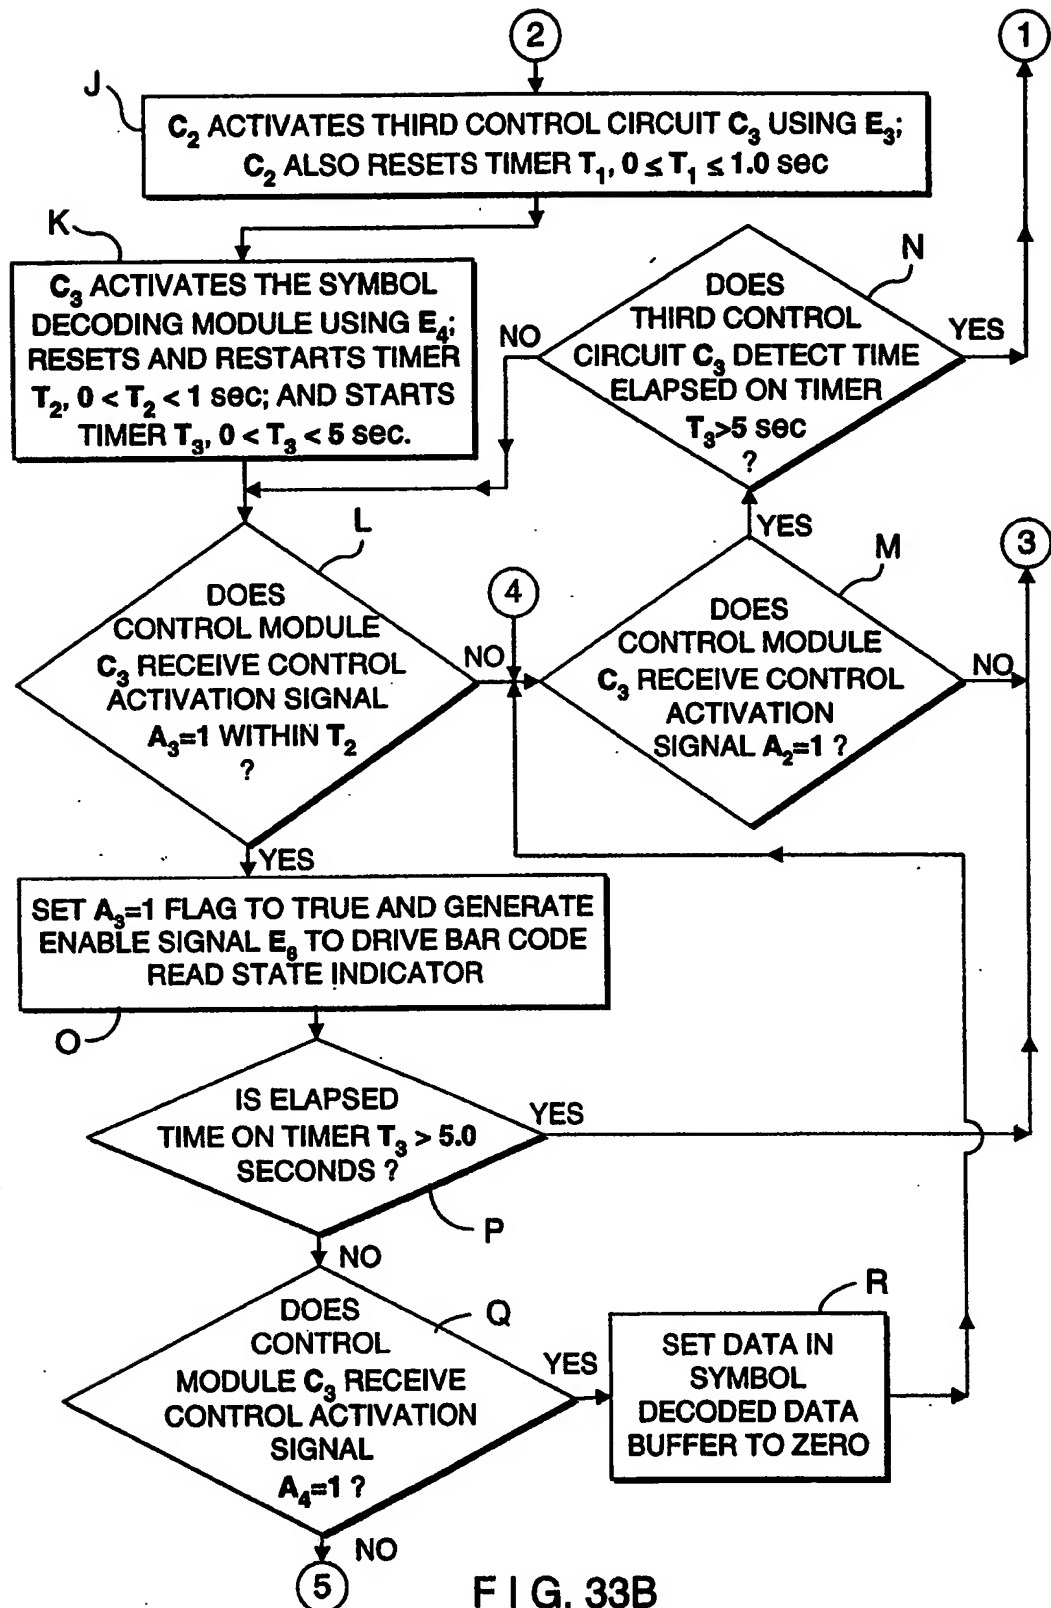 2
1
J
C₂ ACTIVATES THIRD CONTROL CIRCUIT C₃ USING E₃;
C₂ ALSO RESETS TIMER T₁, 0 ≤ T₁ ≤ 1.0 sec
K
C₃ ACTIVATES THE SYMBOL
DECODING MODULE USING E₄;
RESETS AND RESTARTS TIMER
T₂, 0 < T₂ < 1 sec; AND STARTS
TIMER T₃, 0 < T₃ < 5 sec.
N
DOES
THIRD CONTROL
CIRCUIT C₃ DETECT TIME
ELAPSED ON TIMER
T₃>5 sec
?
NO
YES
L
DOES
CONTROL MODULE
C₃ RECEIVE CONTROL
ACTIVATION SIGNAL
A₃=1 WITHIN T₂
?
NO
YES
4
YES
M
DOES
CONTROL MODULE
C₃ RECEIVE CONTROL
ACTIVATION
SIGNAL A₂=1 ?
NO
3
SET A₃=1 FLAG TO TRUE AND GENERATE
ENABLE SIGNAL E₆ TO DRIVE BAR CODE
READ STATE INDICATOR
O
IS ELAPSED
TIME ON TIMER T₃ > 5.0
SECONDS ?
YES
P
NO
DOES
CONTROL
MODULE C₃ RECEIVE
CONTROL ACTIVATION
SIGNAL
A₄=1 ?
Q
YES
R
SET DATA IN
SYMBOL
DECODED DATA
BUFFER TO ZERO
NO
5
FIG. 33B